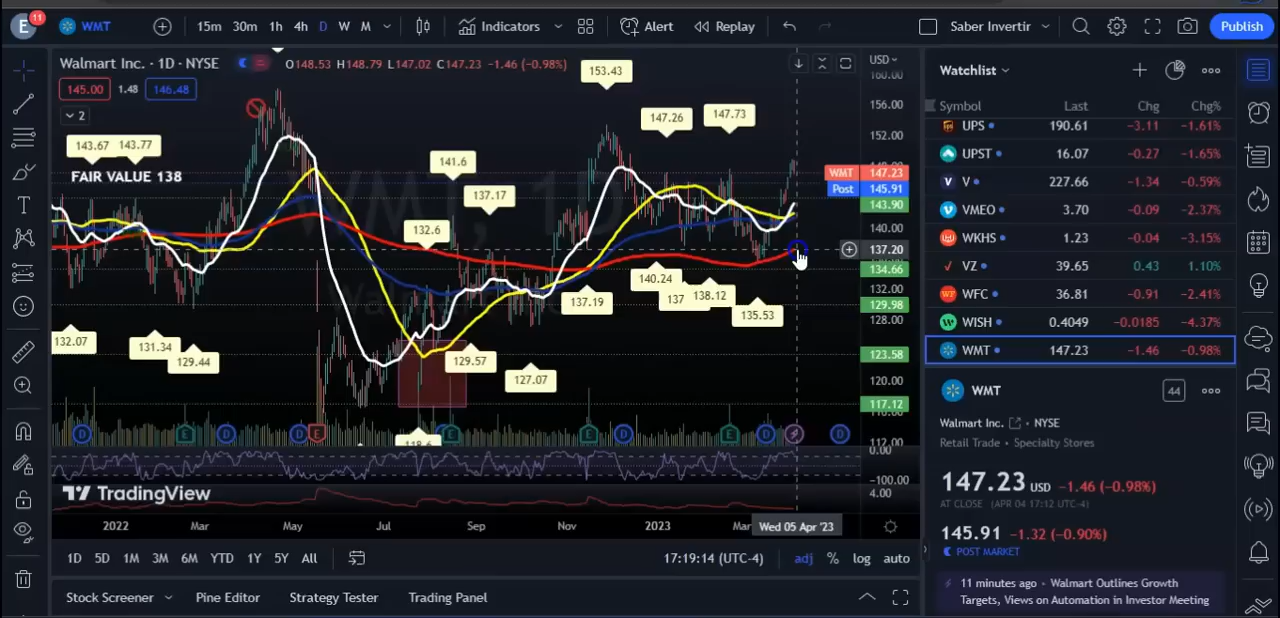 E 11 WMT 15m 30m 1h 4h D W M Indicators Alert Replay Saber Invertir Publish
Walmart Inc. · 1D · NYSE O148.53 H148.79 L147.02 C147.23 −1.46 (−0.98%)
145.00 1.48 146.48
2
143.67 143.77
FAIR VALUE 138
153.43
147.26 147.73
141.6
137.17
132.6
140.24
137 138.12
137.19
135.53
132.07
131.34
129.44
129.57
127.07
118.6
USD
160.00
156.00
152.00
WMT 147.23
Post 145.91
143.90
140.00
137.20
134.66
132.00
129.98
128.00
123.58
120.00
117.12
112.00
0.00
−100.00
4.00
D E D D E E E D E D D
TradingView
2022 Mar May Jul Sep Nov 2023 Mar Wed 05 Apr '23
1D 5D 1M 3M 6M YTD 1Y 5Y All 17:19:14 (UTC-4) adj % log auto
Stock Screener Pine Editor Strategy Tester Trading Panel
Watchlist
Symbol Last Chg Chg%
UPS 190.61 −3.11 −1.61%
UPST 16.07 −0.27 −1.65%
V 227.66 −1.34 −0.59%
VMEO 3.70 −0.09 −2.37%
WKHS 1.23 −0.04 −3.15%
VZ 39.65 0.43 1.10%
WFC 36.81 −0.91 −2.41%
WISH 0.4049 −0.0185 −4.37%
WMT 147.23 −1.46 −0.98%
WMT 44
Walmart Inc. · NYSE
Retail Trade · Specialty Stores
147.23 USD −1.46 (−0.98%)
AT CLOSE (APR 04 17:12 UTC-4)
145.91 −1.32 (−0.90%)
POST MARKET
11 minutes ago · Walmart Outlines Growth
Targets, Views on Automation in Investor Meeting